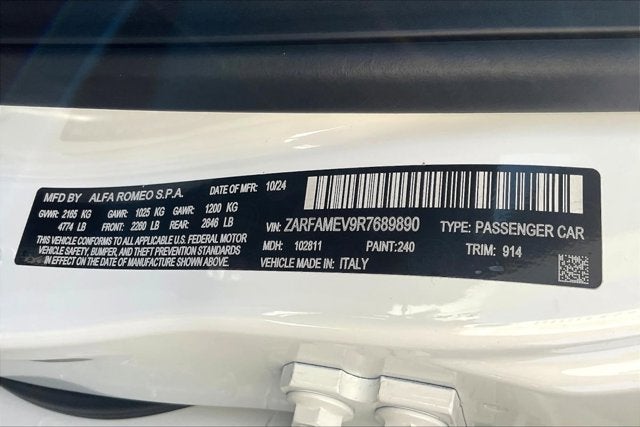 MFD BY ALFA ROMEO S.P.A. DATE OF MFR: 10/24
GVWR: 2165 KG GAWR: 1025 KG GAWR: 1200 KG
4774 LB FRONT: 2260 LB REAR: 2646 LB
THIS VEHICLE CONFORMS TO ALL APPLICABLE U.S. FEDERAL MOTOR
VEHICLE SAFETY, BUMPER, AND THEFT PREVENTION STANDARDS
IN EFFECT ON THE DATE OF MANUFACTURE SHOWN ABOVE.
VIN: ZARFAMEV9R7689890 TYPE: PASSENGER CAR
MDH: 102811 PAINT:240 TRIM: 914
VEHICLE MADE IN: ITALY